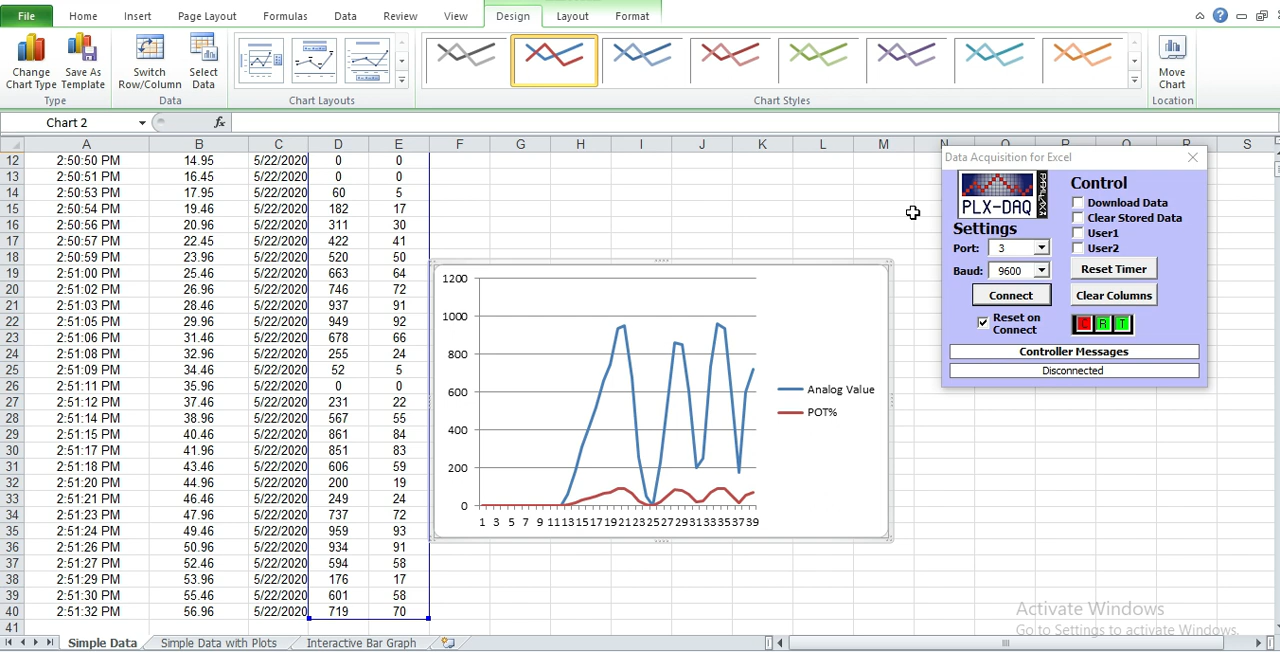 File Home Insert Page Layout Formulas Data Review View Design Layout Format
Change Chart Type
Save As Template
Switch Row/Column
Select Data
Move Chart
Type Data Chart Layouts Chart Styles Location
Chart 2 fx
A B C D E F G H I J K L M N O P Q R S
12 2:50:50 PM 14.95 5/22/2020 0 0
13 2:50:51 PM 16.45 5/22/2020 0 0
14 2:50:53 PM 17.95 5/22/2020 60 5
15 2:50:54 PM 19.46 5/22/2020 182 17
16 2:50:56 PM 20.96 5/22/2020 311 30
17 2:50:57 PM 22.45 5/22/2020 422 41
18 2:50:59 PM 23.96 5/22/2020 520 50
19 2:51:00 PM 25.46 5/22/2020 663 64
20 2:51:02 PM 26.96 5/22/2020 746 72
21 2:51:03 PM 28.46 5/22/2020 937 91
22 2:51:05 PM 29.96 5/22/2020 949 92
23 2:51:06 PM 31.46 5/22/2020 678 66
24 2:51:08 PM 32.96 5/22/2020 255 24
25 2:51:09 PM 34.46 5/22/2020 52 5
26 2:51:11 PM 35.96 5/22/2020 0 0
27 2:51:12 PM 37.46 5/22/2020 231 22
28 2:51:14 PM 38.96 5/22/2020 567 55
29 2:51:15 PM 40.46 5/22/2020 861 84
30 2:51:17 PM 41.96 5/22/2020 851 83
31 2:51:18 PM 43.46 5/22/2020 606 59
32 2:51:20 PM 44.96 5/22/2020 200 19
33 2:51:21 PM 46.46 5/22/2020 249 24
34 2:51:23 PM 47.96 5/22/2020 737 72
35 2:51:24 PM 49.46 5/22/2020 959 93
36 2:51:26 PM 50.96 5/22/2020 934 91
37 2:51:27 PM 52.46 5/22/2020 594 58
38 2:51:29 PM 53.96 5/22/2020 176 17
39 2:51:30 PM 55.46 5/22/2020 601 58
40 2:51:32 PM 56.96 5/22/2020 719 70
41
1200
1000
800
600
400
200
0
1 3 5 7 9 11 13 15 17 19 21 23 25 27 29 31 33 35 37 39
Analog Value
POT%
Data Acquisition for Excel
PLX-DAQ
PARALLAX
Settings
Port: 3
Baud: 9600
Connect
Reset on Connect
Control
Download Data
Clear Stored Data
User1
User2
Reset Timer
Clear Columns
C R T
Controller Messages
Disconnected
Activate Windows
Go to Settings to activate Windows.
Simple Data Simple Data with Plots Interactive Bar Graph